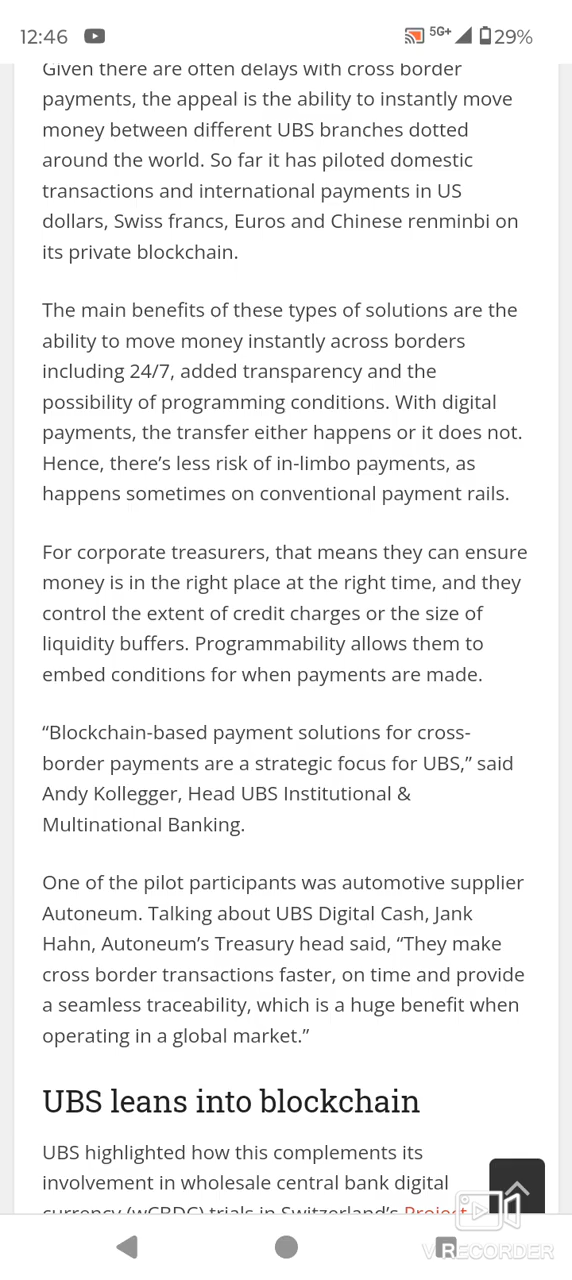 12:46
5G+
29%
Given there are often delays with cross border
payments, the appeal is the ability to instantly move
money between different UBS branches dotted
around the world. So far it has piloted domestic
transactions and international payments in US
dollars, Swiss francs, Euros and Chinese renminbi on
its private blockchain.
The main benefits of these types of solutions are the
ability to move money instantly across borders
including 24/7, added transparency and the
possibility of programming conditions. With digital
payments, the transfer either happens or it does not.
Hence, there’s less risk of in-limbo payments, as
happens sometimes on conventional payment rails.
For corporate treasurers, that means they can ensure
money is in the right place at the right time, and they
control the extent of credit charges or the size of
liquidity buffers. Programmability allows them to
embed conditions for when payments are made.
“Blockchain-based payment solutions for cross-
border payments are a strategic focus for UBS,” said
Andy Kollegger, Head UBS Institutional &
Multinational Banking.
One of the pilot participants was automotive supplier
Autoneum. Talking about UBS Digital Cash, Jank
Hahn, Autoneum’s Treasury head said, “They make
cross border transactions faster, on time and provide
a seamless traceability, which is a huge benefit when
operating in a global market.”
UBS leans into blockchain
UBS highlighted how this complements its
involvement in wholesale central bank digital
currency (wCBDC) trials in Switzerland’s Project
VRECORDER